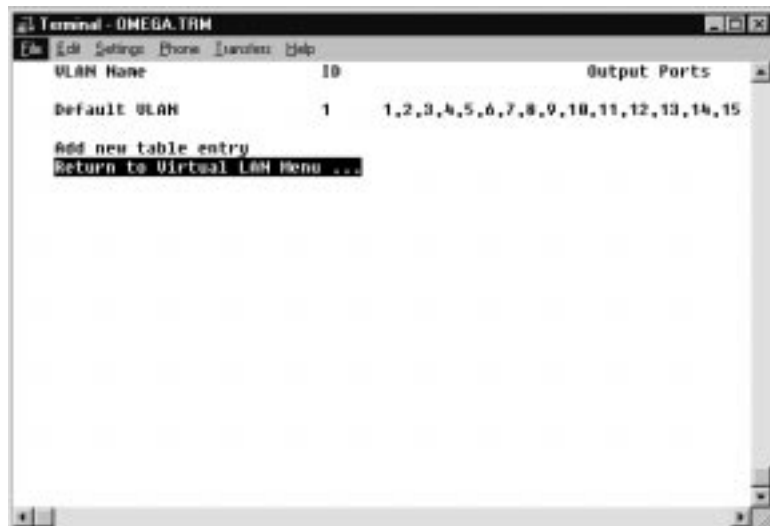 Terminal - OMEGA.TRM
File Edit Settings Phone Transfers Help
VLAN Name ID Output Ports
Default VLAN 1 1,2,3,4,5,6,7,8,9,10,11,12,13,14,15
Add new table entry
Return to Virtual LAN Menu ...